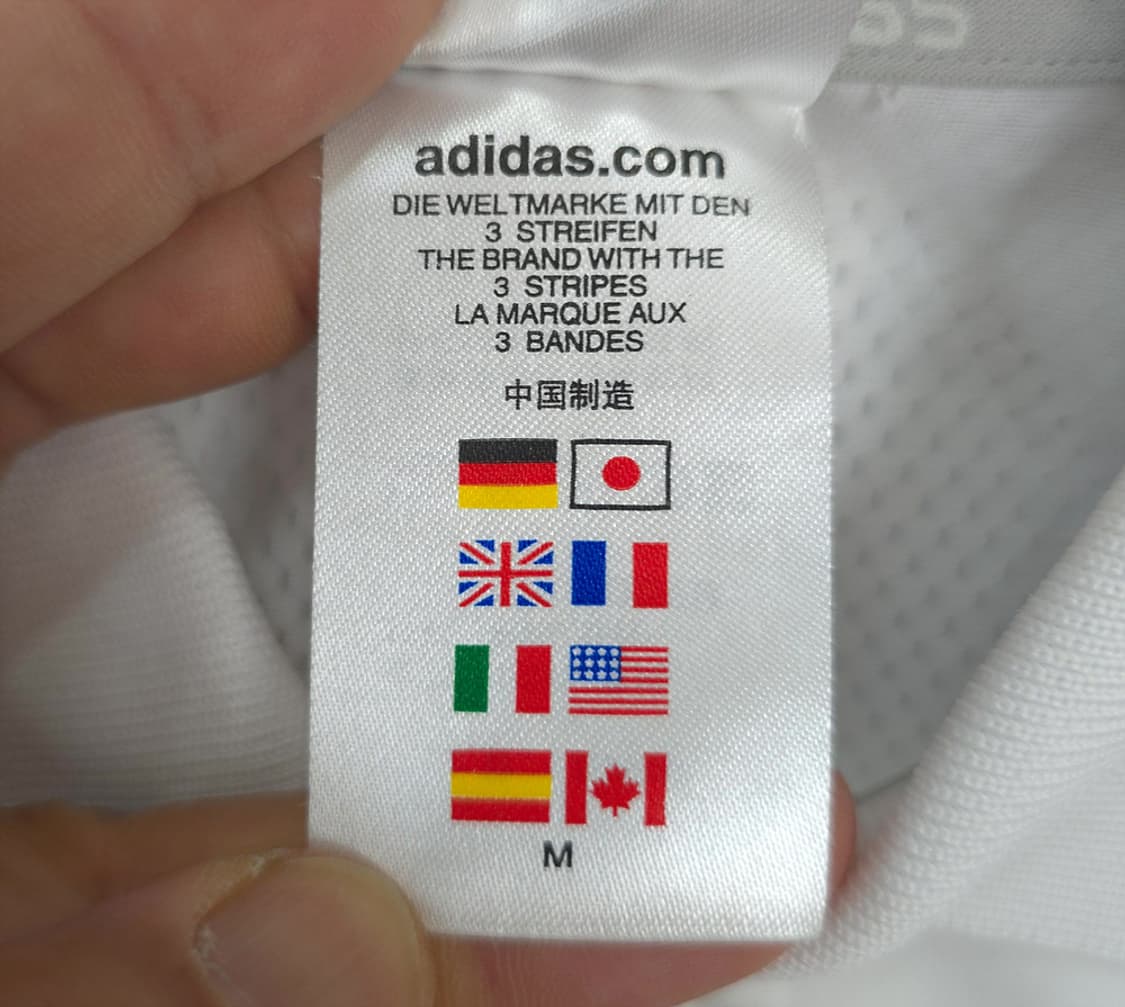 adidas.com
DIE WELTMARKE MIT DEN
3 STREIFEN
THE BRAND WITH THE
3 STRIPES
LA MARQUE AUX
3 BANDES
中国制造
M